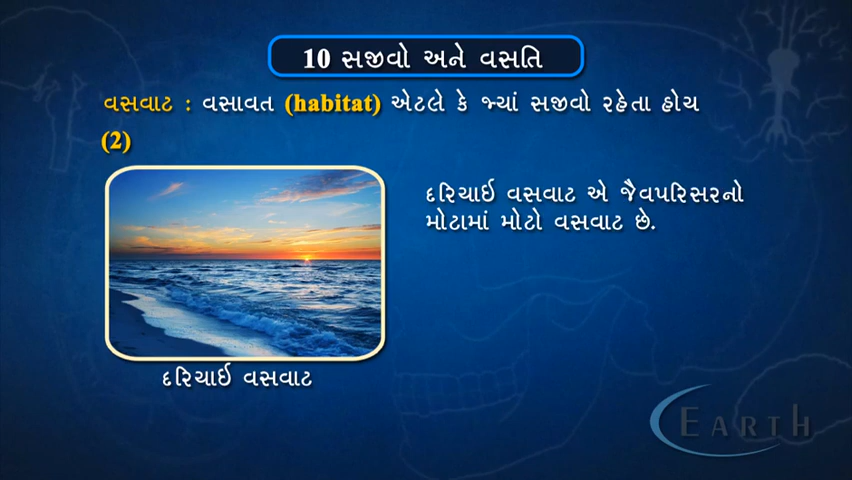 10 સજીવો અને વસતિ
વસવાટ : વસાવત (habitat) એટલે કે જ્યાં સજીવો રહેતા હોય
(2)
દરિયાઈ વસવાટ એ જૈવપરિસરનો
મોટામાં મોટો વસવાટ છે.
દરિયાઈ વસવાટ
EARTH